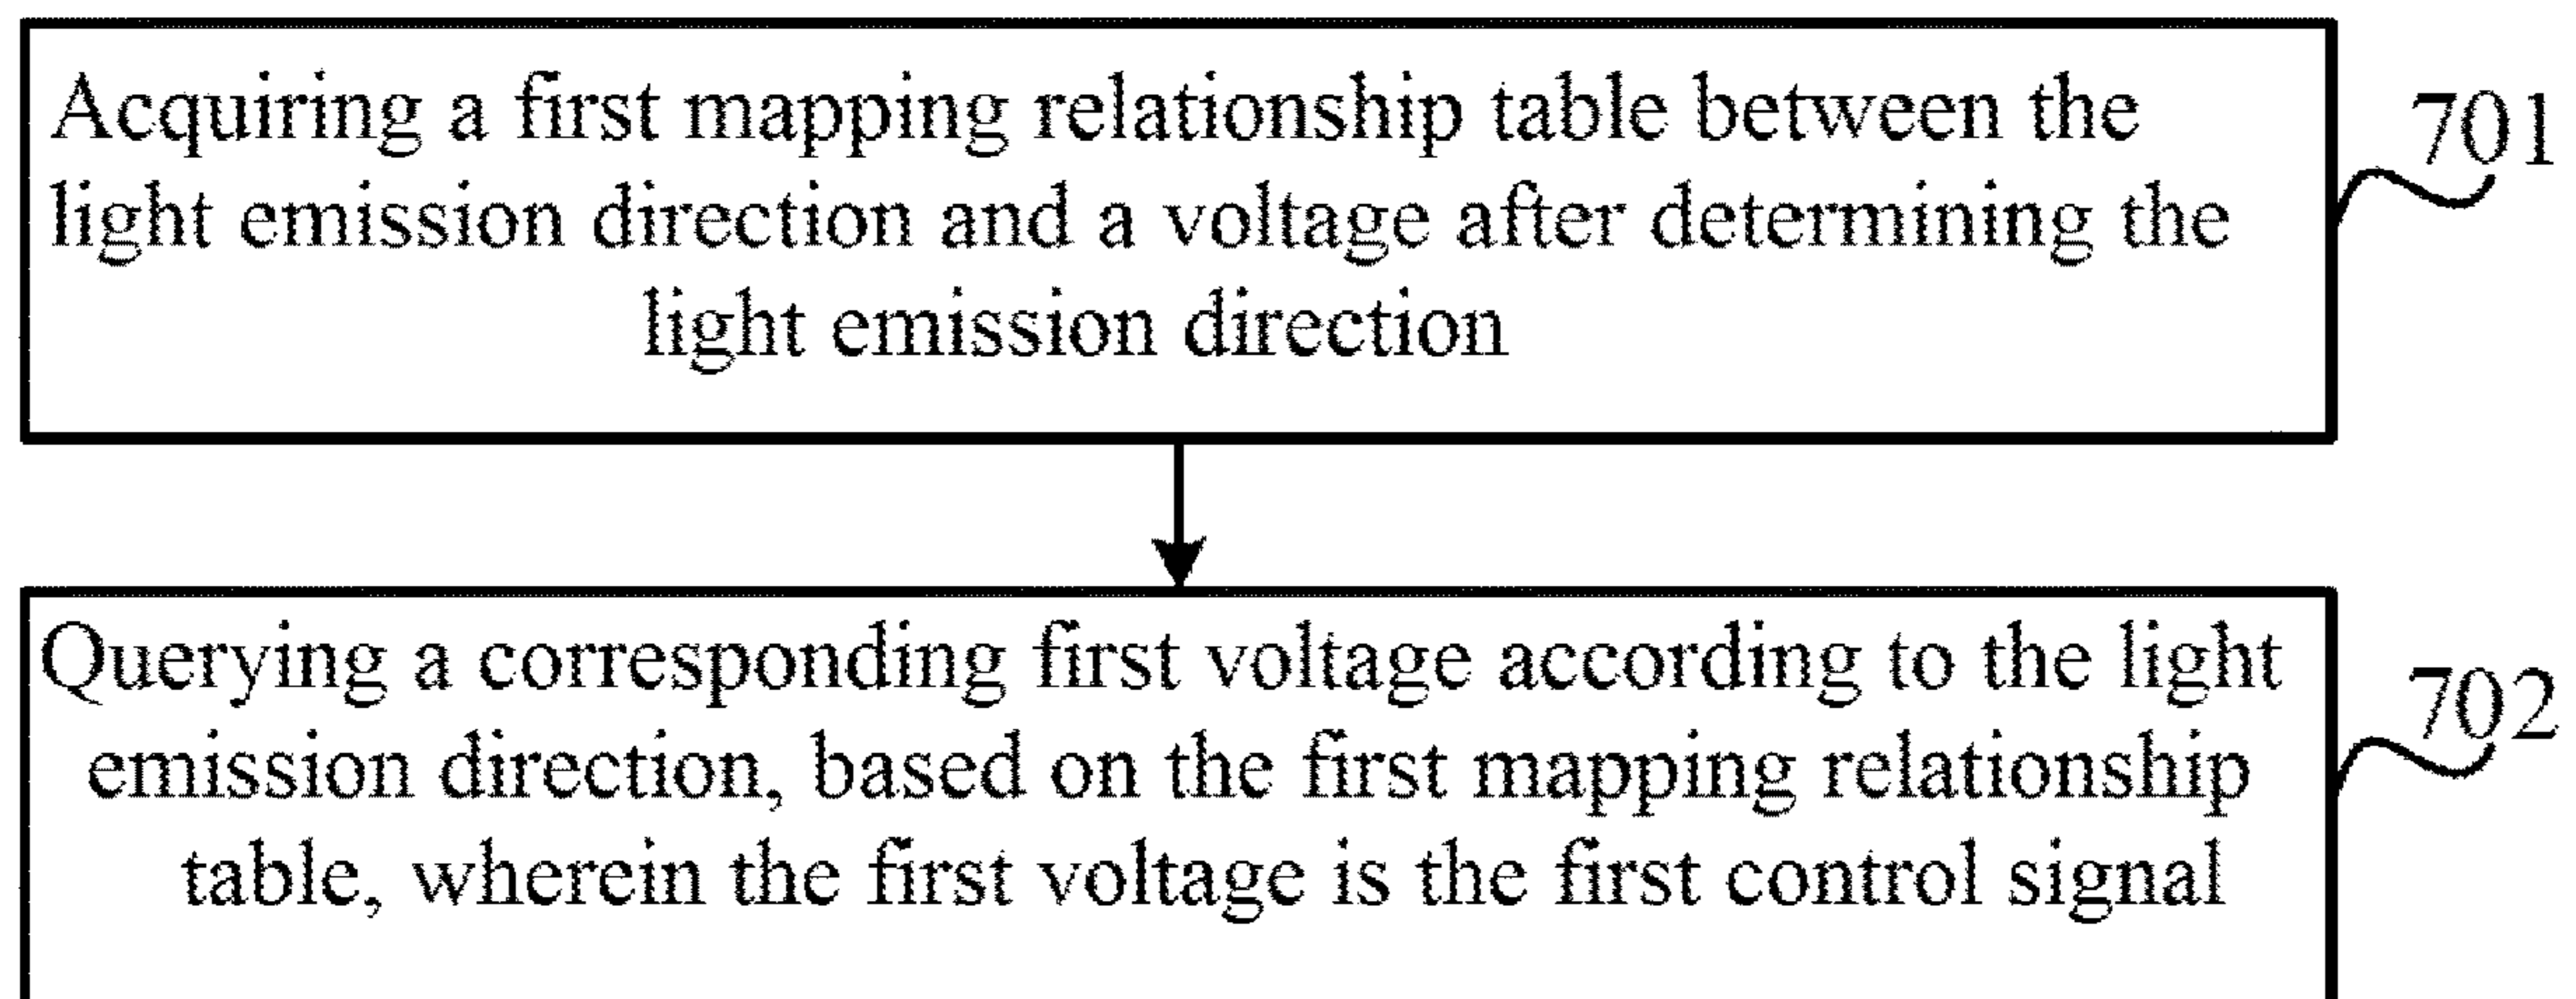 Acquiring a first mapping relationship table between the
light emission direction and a voltage after determining the
light emission direction
701
Querying a corresponding first voltage according to the light
emission direction, based on the first mapping relationship
table, wherein the first voltage is the first control signal
702